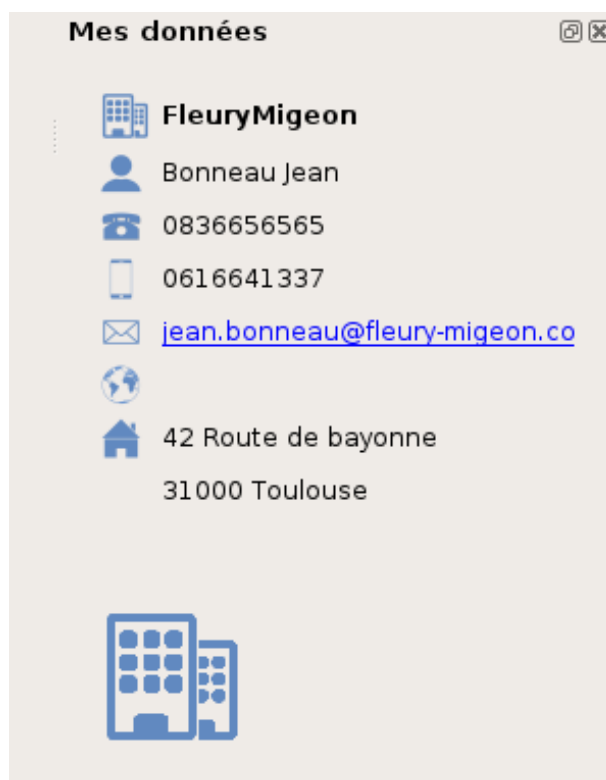 Mes données
FleuryMigeon
Bonneau Jean
0836656565
0616641337
jean.bonneau@fleury-migeon.co
42 Route de bayonne
31000 Toulouse